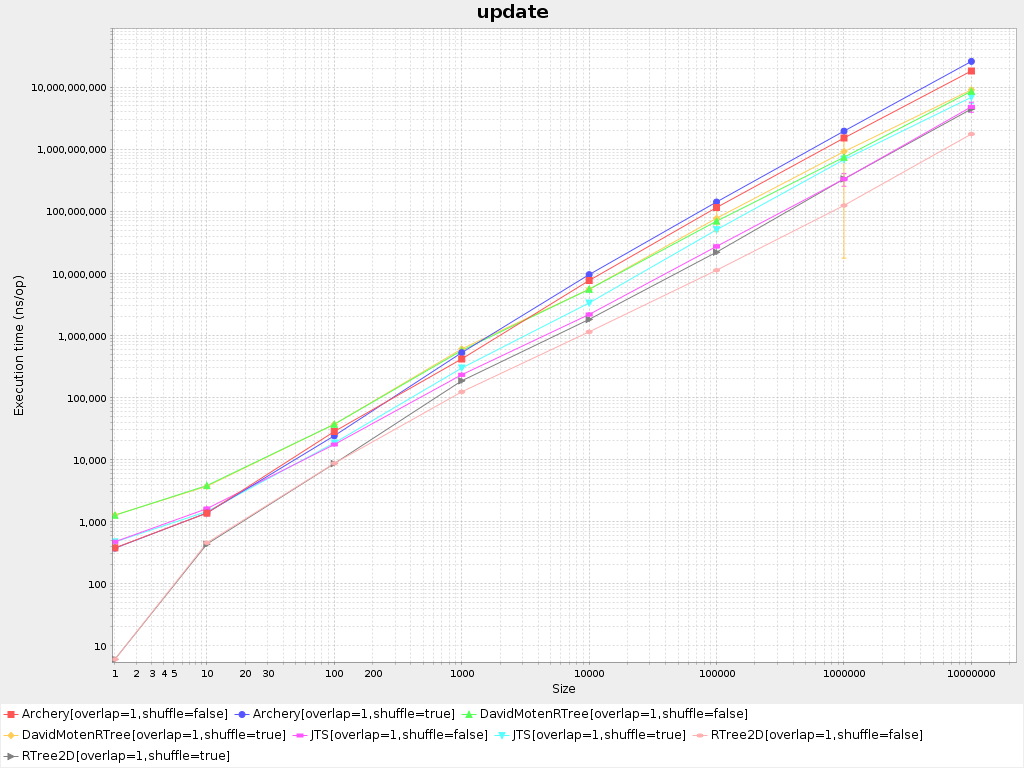 update
10,000,000,000
1,000,000,000
100,000,000
10,000,000
1,000,000
100,000
10,000
1,000
100
10
Execution time (ns/op)
1 2 3 4 5 10 20 30 100 200 1000 10000 100000 1000000 10000000
Size
Archery[overlap=1,shuffle=false] Archery[overlap=1,shuffle=true] DavidMotenRTree[overlap=1,shuffle=false]
DavidMotenRTree[overlap=1,shuffle=true] JTS[overlap=1,shuffle=false] JTS[overlap=1,shuffle=true] RTree2D[overlap=1,shuffle=false]
RTree2D[overlap=1,shuffle=true]